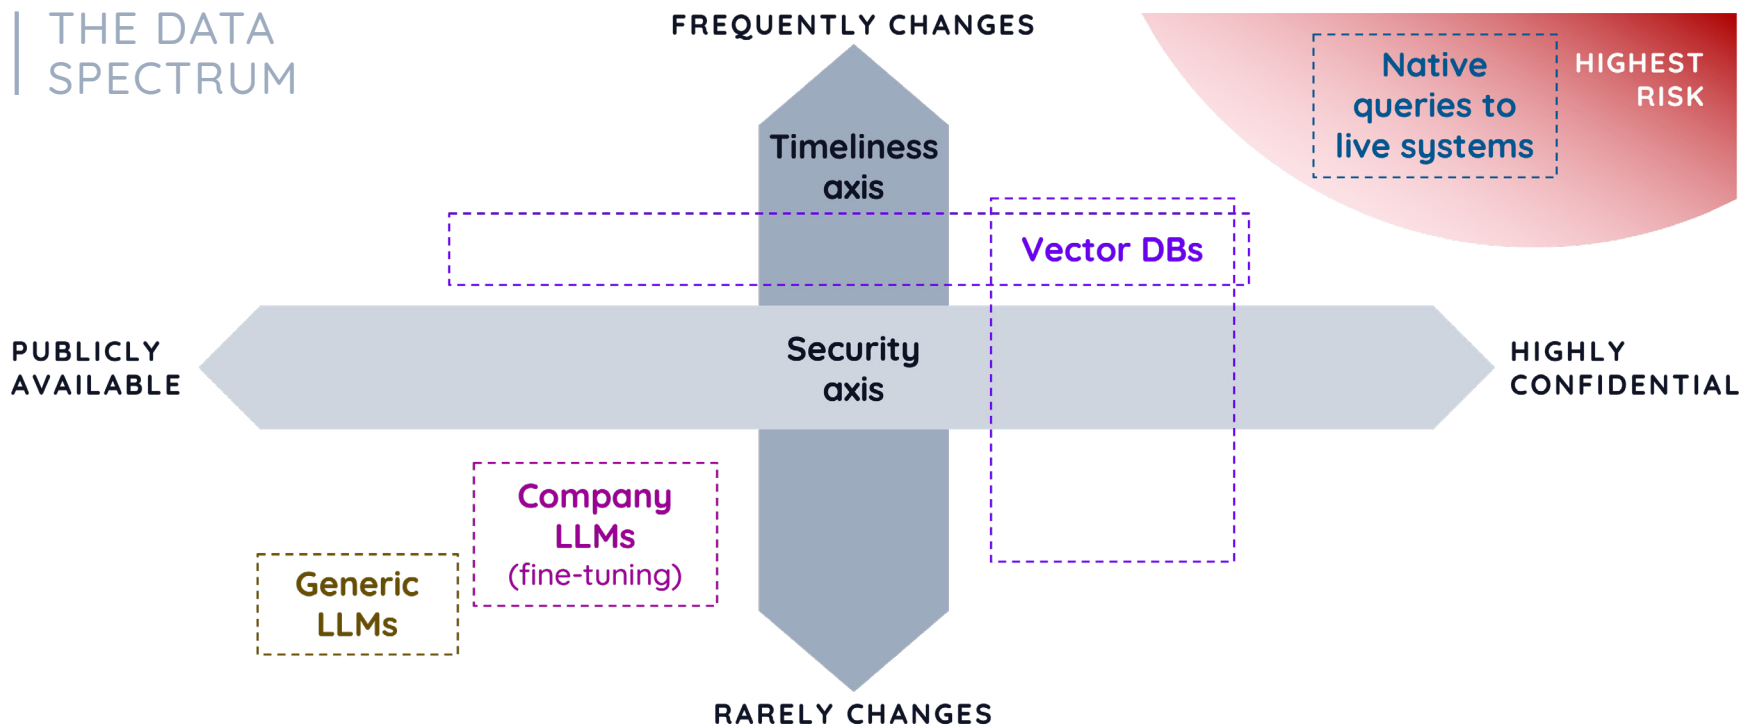 THE DATA
SPECTRUM
FREQUENTLY CHANGES
Native
queries to
live systems
HIGHEST
RISK
Timeliness
axis
Vector DBs
PUBLICLY
AVAILABLE
Security
axis
HIGHLY
CONFIDENTIAL
Company
LLMs
(fine-tuning)
Generic
LLMs
RARELY CHANGES